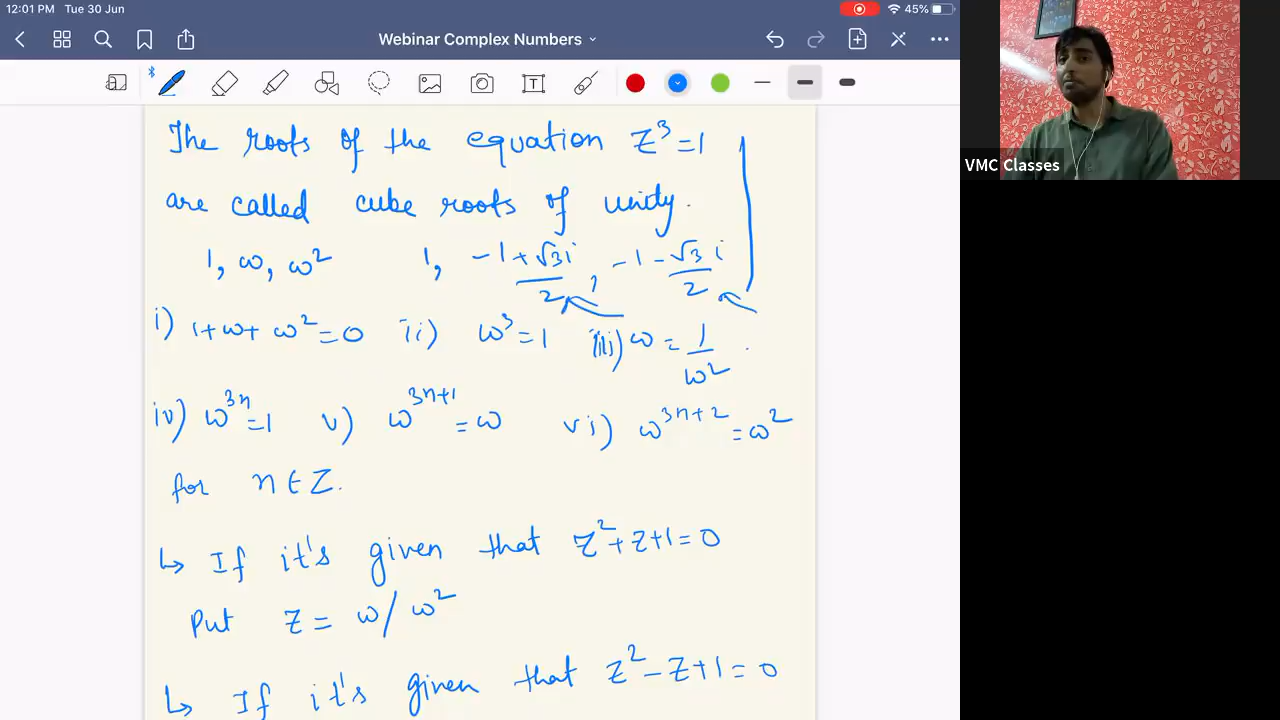 12:01 PM Tue 30 Jun 45%
Webinar Complex Numbers
T
VMC Classes
The roots of the equation z³=1
are called cube roots of unity.
1, ω, ω² 1, -1+√3i/2, -1-√3i/2
i) 1+ω+ω²=0 ii) ω³=1 iii) ω=1/ω²
iv) ω³ⁿ=1 v) ω³ⁿ⁺¹=ω vi) ω³ⁿ⁺²=ω²
for n∈Z.
↳ If it's given that z²+z+1=0
Put z=ω/ω²
↳ If it's given that z²-z+1=0